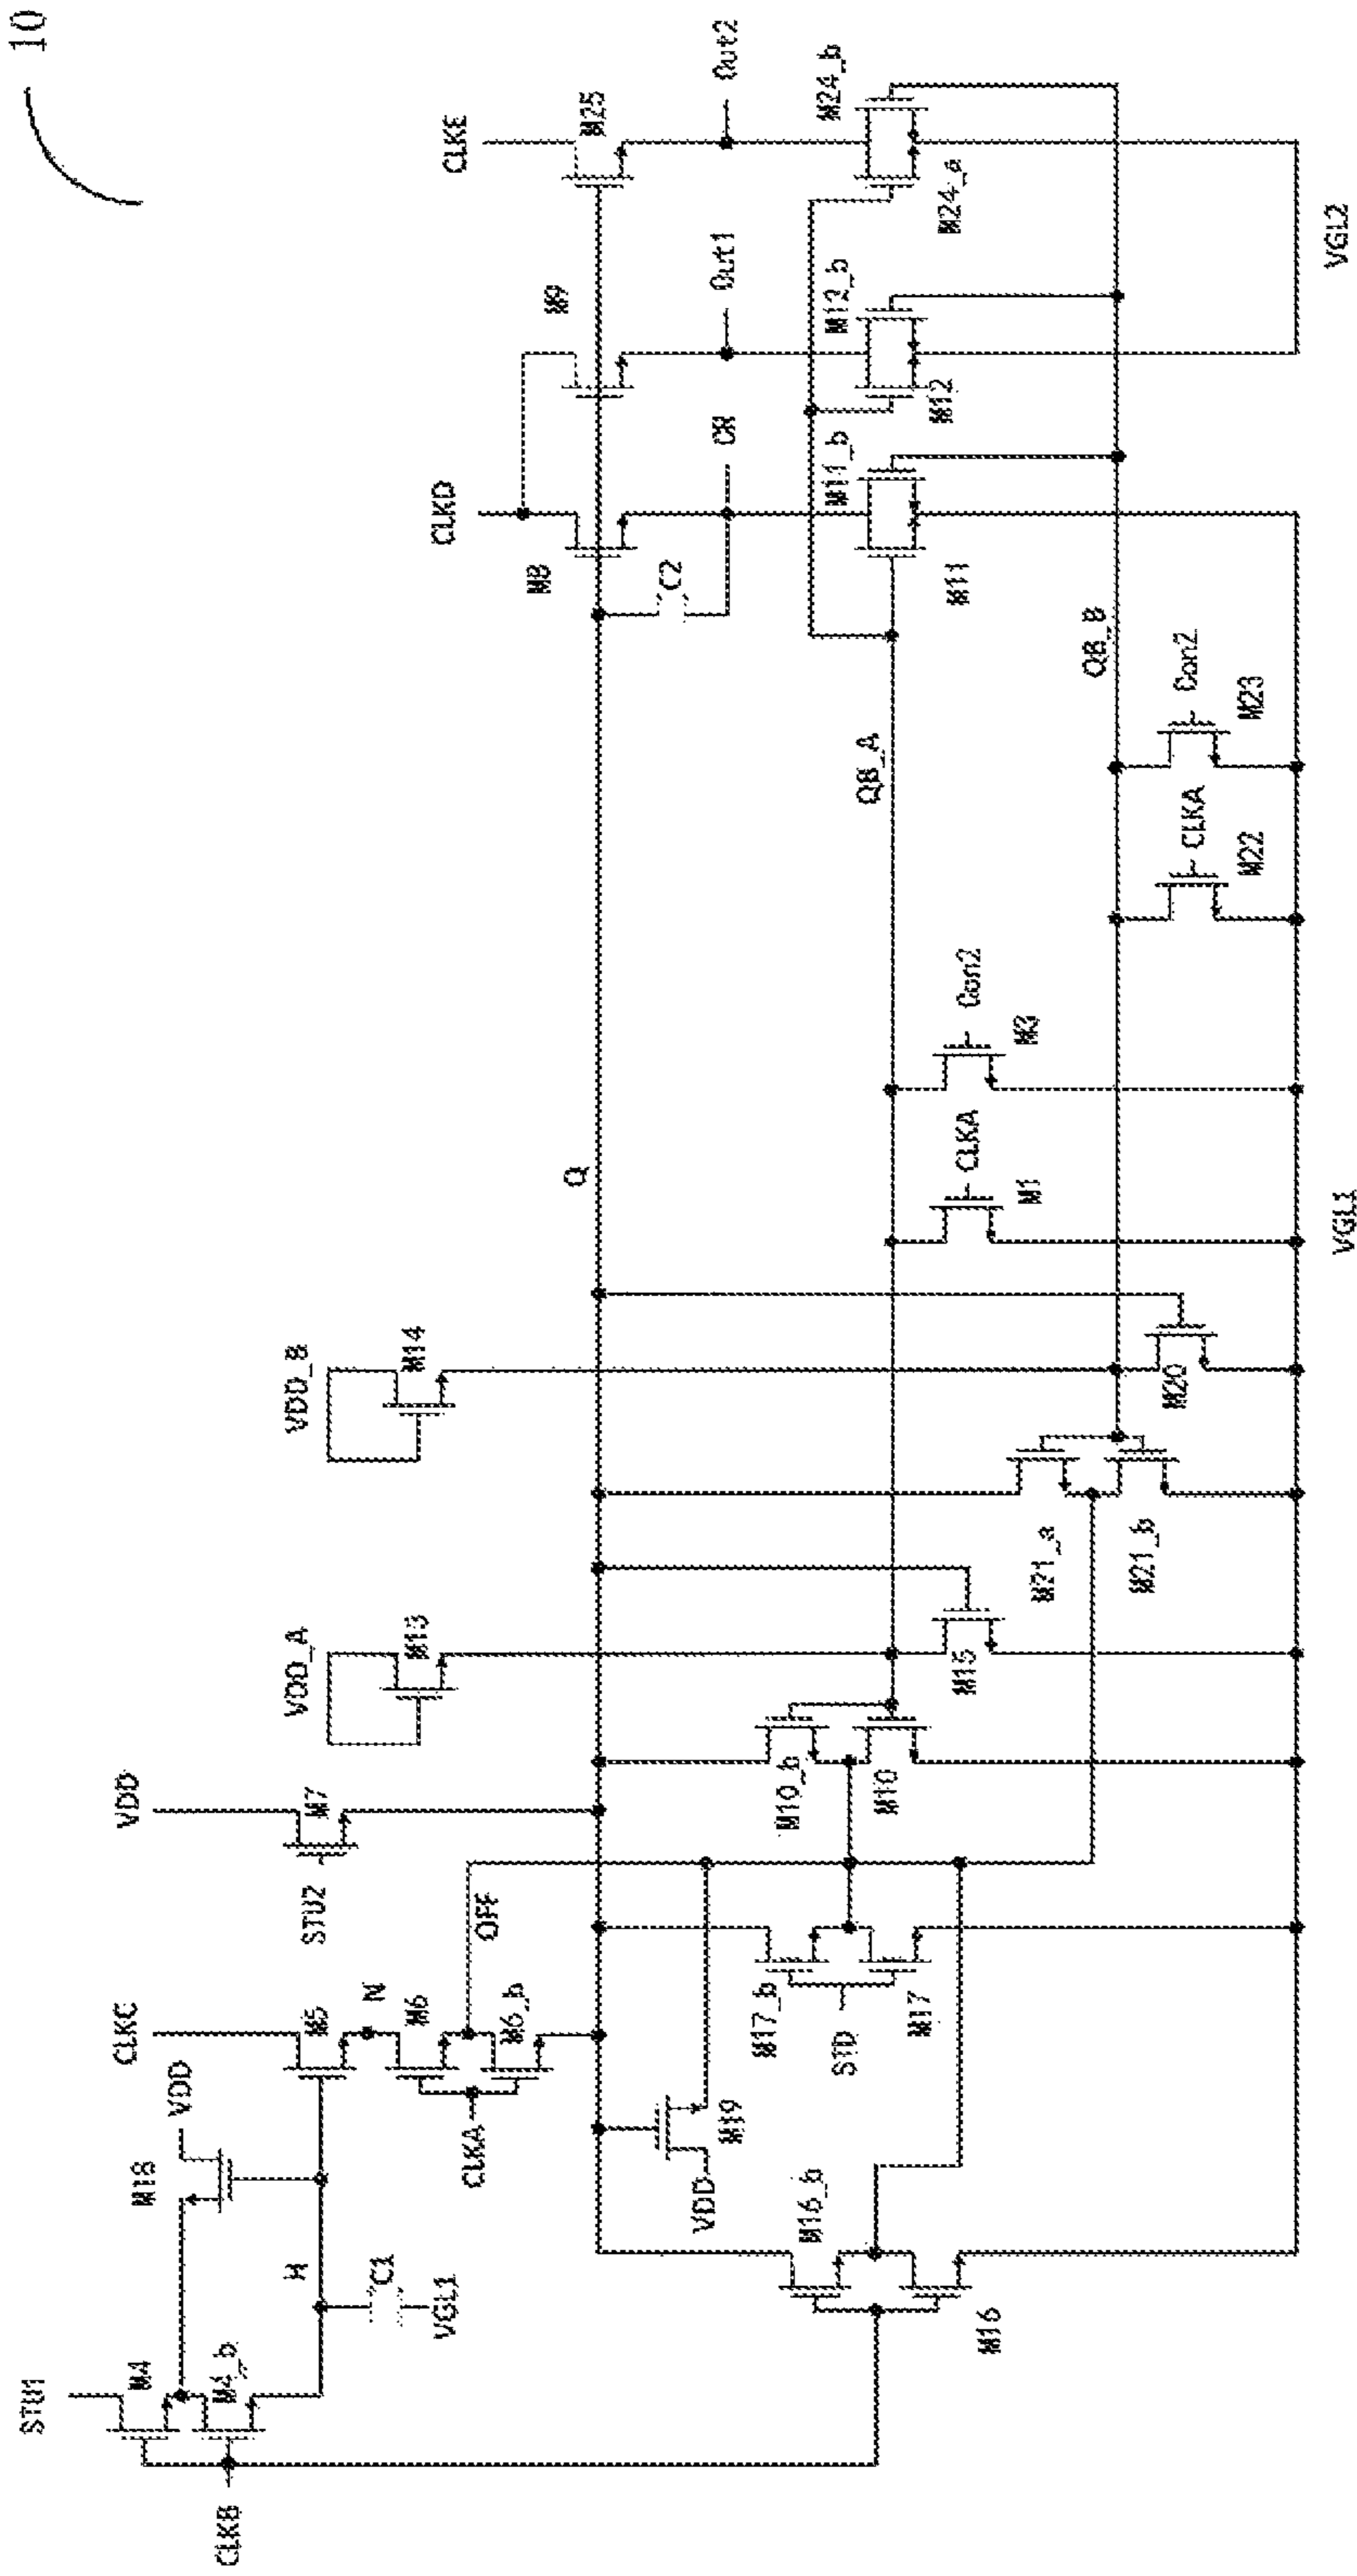 10
STU1
M4
M4_b
CLKB
M18
VDD
H
C1
VGL1
CLKC
M5
N
M6
M6_b
CLKA
OFF
STU2
M7
VDD
VDD_A
M13
VDD_B
M14
Q
M19
VDD
M16_b
M16
M17_b
STD
M17
M10_b
M10
M15
M21_a
M21_b
M20
CLKA
M1
Con2
M3
QB_A
QB_B
CLKA
M22
Con2
M23
VGL1
CLKD
M8
C2
CR
M9
Out1
CLKE
M25
Out2
M11
M11_b
M12
M12_b
M24_a
M24_b
VGL2